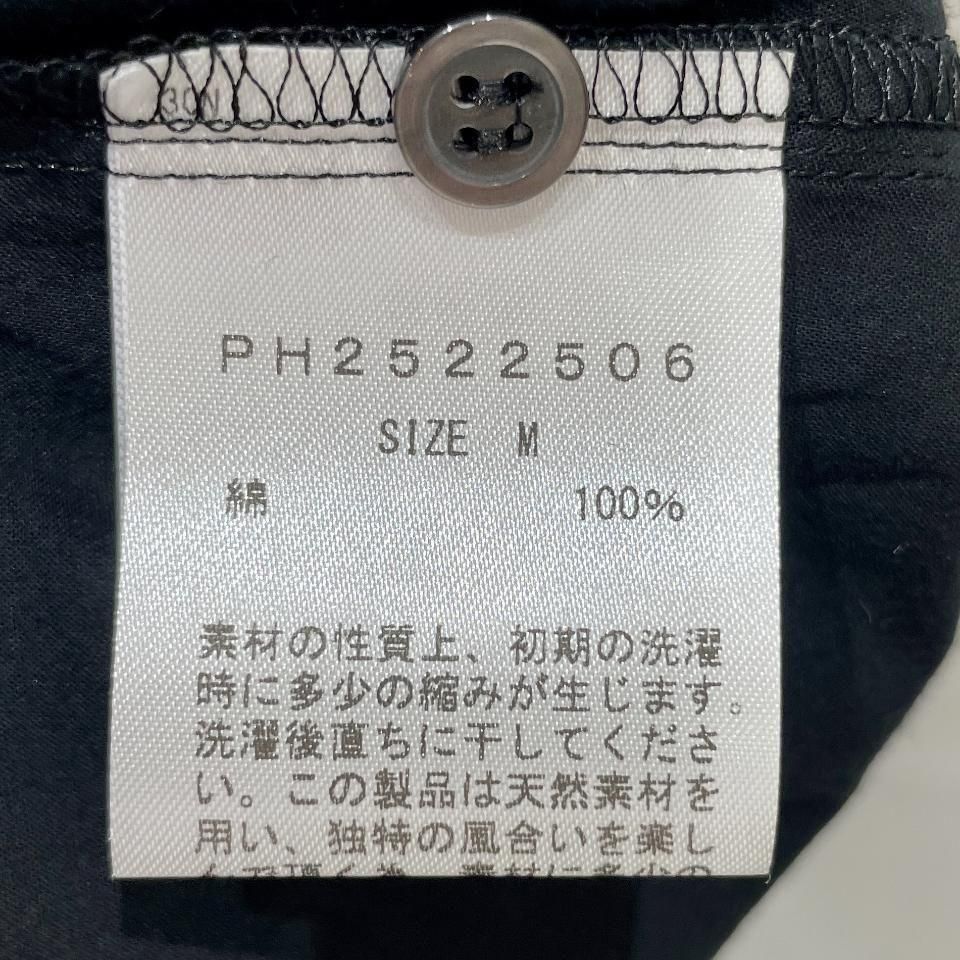 PH2522506
SIZE M
綿 100%
素材の性質上、初期の洗濯
時に多少の縮みが生じます。
洗濯後直ちに干してくださ
い。この製品は天然素材を
用い、独特の風合いを楽し